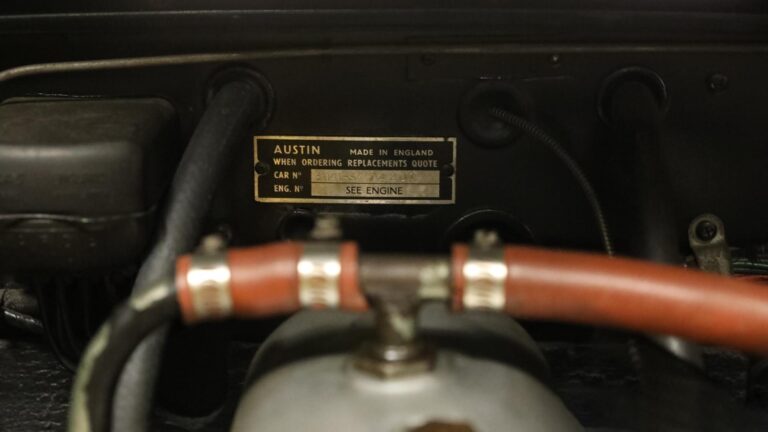 AUSTIN MADE IN ENGLAND
WHEN ORDERING REPLACEMENTS QUOTE
CAR Nº
ENG. Nº SEE ENGINE